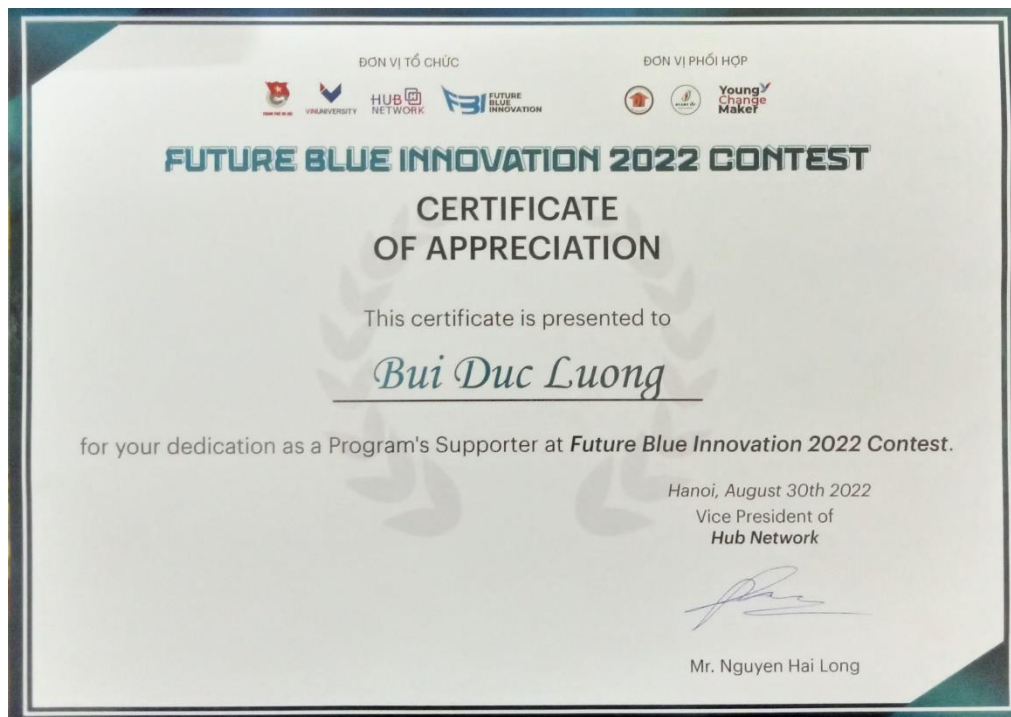 ĐƠN VỊ TỔ CHỨC
ĐƠN VỊ PHỐI HỢP
VINUNIVERSITY
HUB NETWORK
FUTURE BLUE INNOVATION
Young Change Maker
FUTURE BLUE INNOVATION 2022 CONTEST
CERTIFICATE
OF APPRECIATION
This certificate is presented to
Bui Duc Luong
for your dedication as a Program's Supporter at Future Blue Innovation 2022 Contest.
Hanoi, August 30th 2022
Vice President of
Hub Network
Mr. Nguyen Hai Long